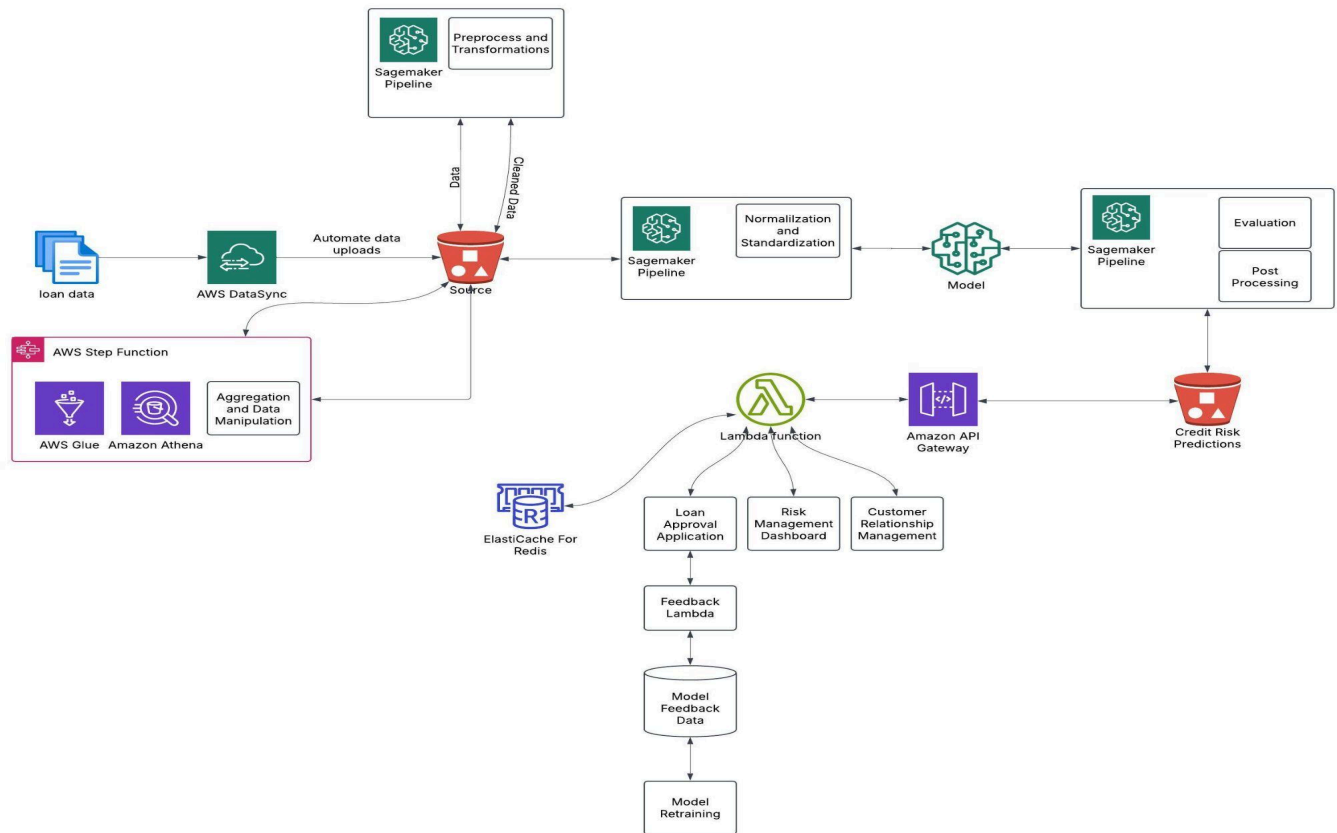 Preprocess and
Transformations
Sagemaker
Pipeline
Data
Cleaned Data
Normalilzation
and
Standardization
Sagemaker
Pipeline
Model
Evaluation
Sagemaker
Pipeline
Post
Processing
Automate data
uploads
loan data
AWS DataSync
Source
AWS Step Function
Aggregation
and Data
Manipulation
AWS Glue
Amazon Athena
Lambda function
Amazon API
Gateway
Credit Risk
Predictions
R
ElastiCache For
Redis
Loan
Approval
Application
Risk
Management
Dashboard
Customer
Relationship
Management
Feedback
Lambda
Model
Feedback
Data
Model
Retraining